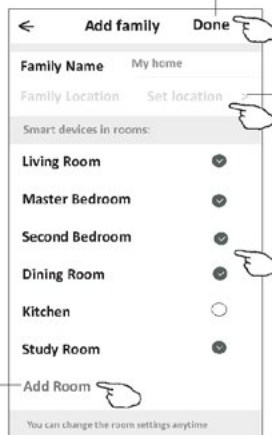 Add family Done
Family Name My home
Family Location Set location >
Smart devices in rooms:
Living Room
Master Bedroom
Second Bedroom
Dining Room
Kitchen
Study Room
Add Room
You can change the room settings anytime